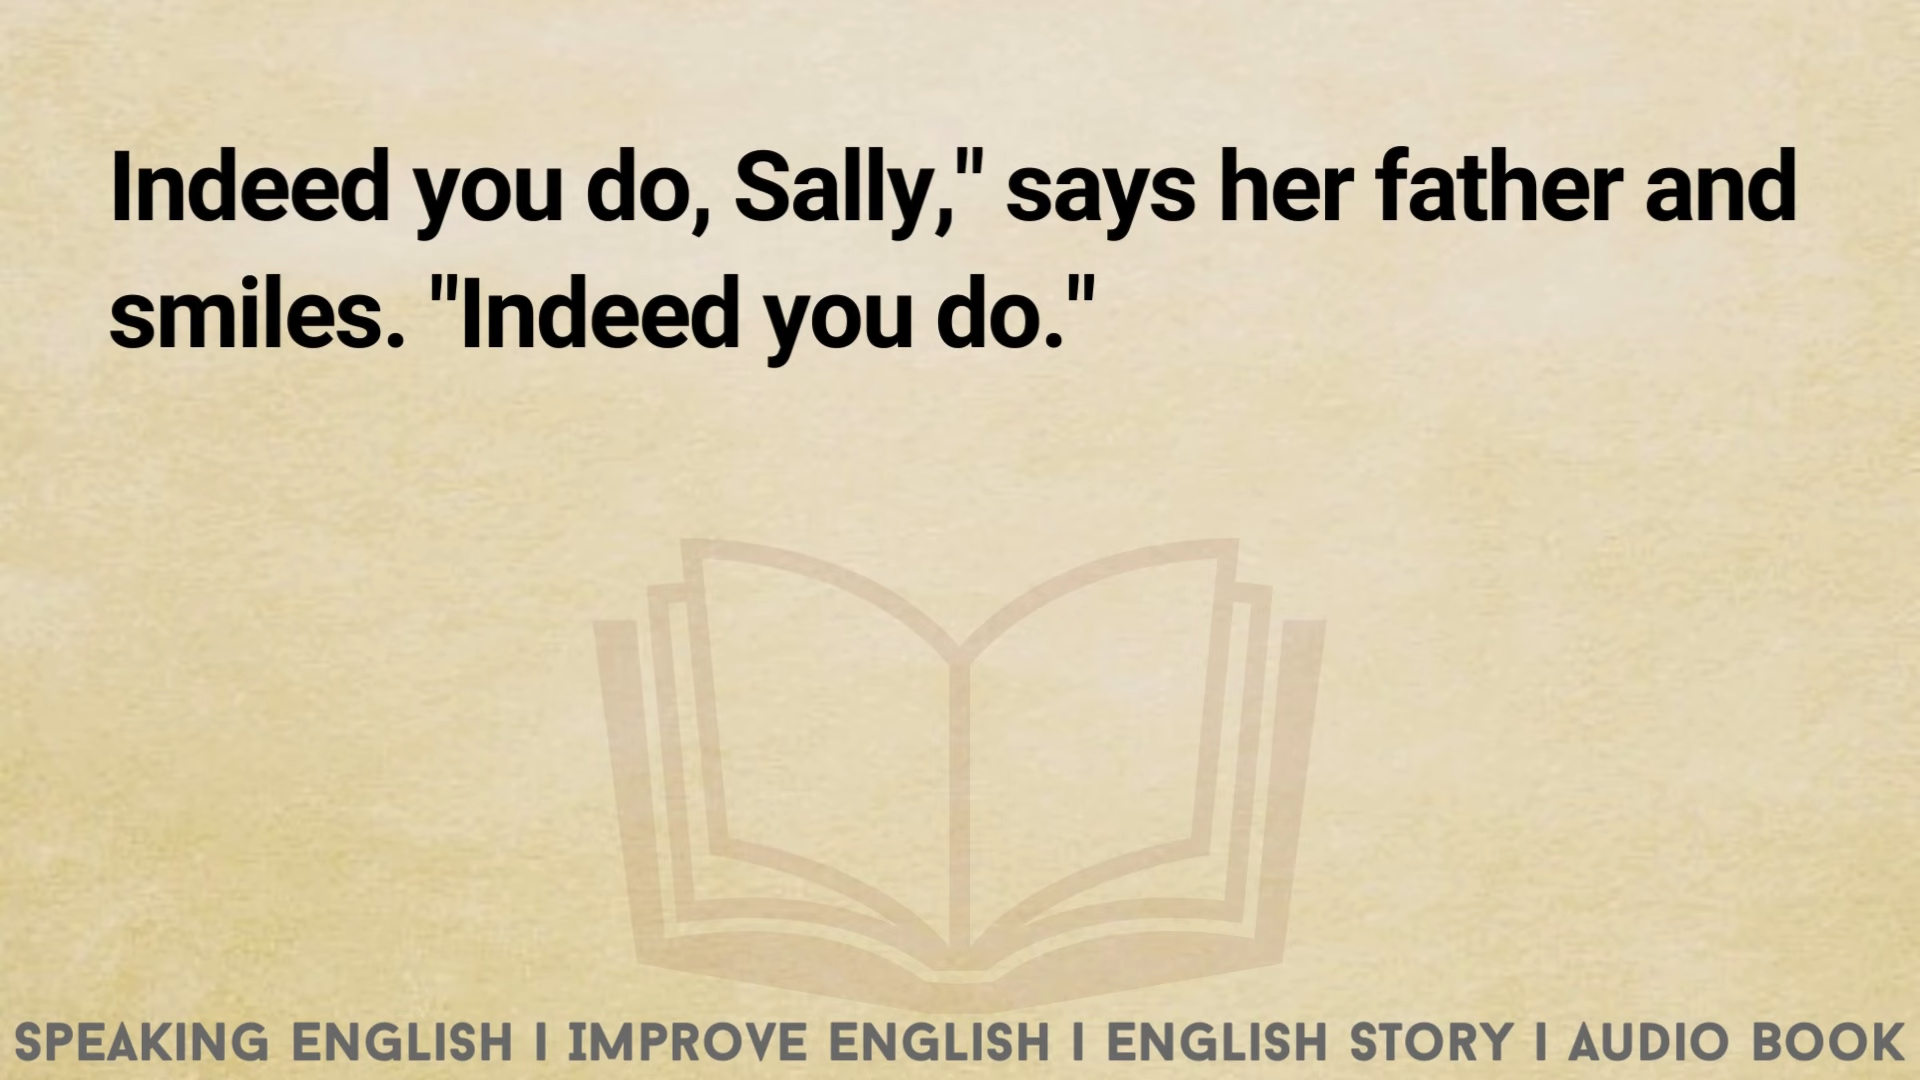 Indeed you do, Sally," says her father and
smiles. "Indeed you do."
SPEAKING ENGLISH I IMPROVE ENGLISH I ENGLISH STORY I AUDIO BOOK